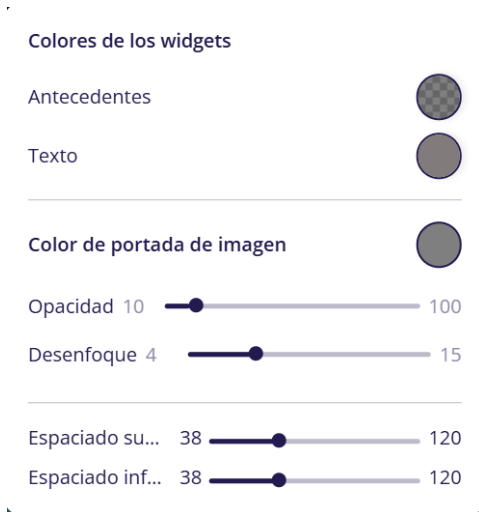 Colores de los widgets
Antecedentes
Texto
Color de portada de imagen
Opacidad 10 100
Desenfoque 4 15
Espaciado su... 38 120
Espaciado inf... 38 120